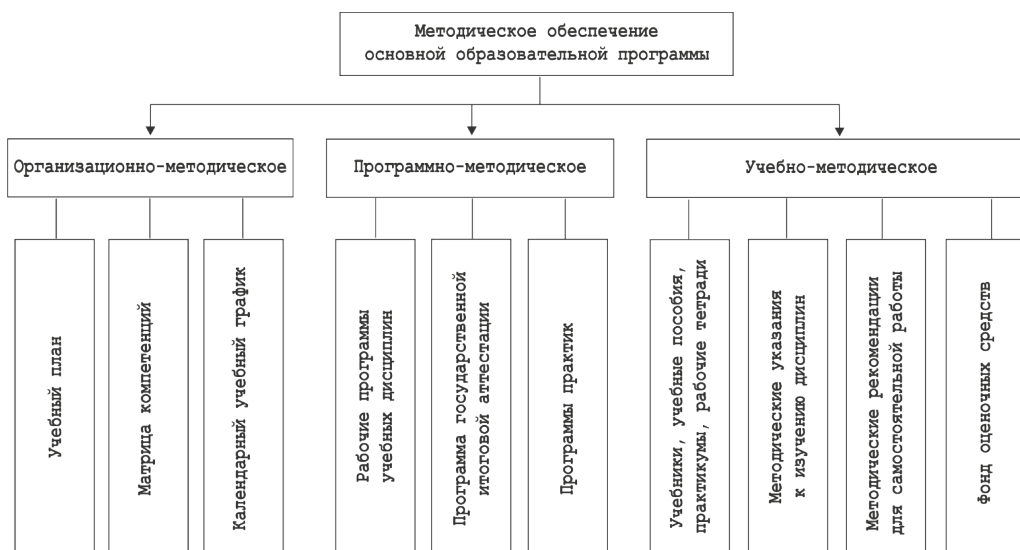 Методическое обеспечение
основной образовательной программы
Организационно-методическое
Программно-методическое
Учебно-методическое
Учебный план
Матрица компетенций
Календарный учебный график
Рабочие программы
учебных дисциплин
Программа государственной
итоговой аттестации
Программы практик
Учебники, учебные пособия,
практикумы, рабочие тетради
Методические указания
к изучению дисциплин
Методические рекомендации
для самостоятельной работы
Фонд оценочных средств